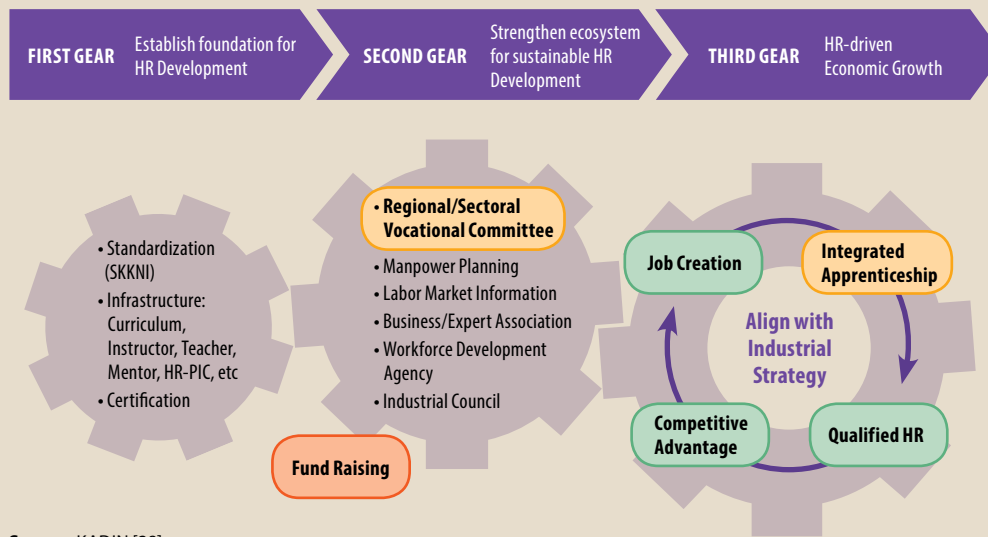 FIRST GEAR
Establish foundation for
HR Development
SECOND GEAR
Strengthen ecosystem
for sustainable HR
Development
THIRD GEAR
HR-driven
Economic Growth
• Standardization
(SKKNI)
• Infrastructure:
Curriculum,
Instructor, Teacher,
Mentor, HR-PIC, etc
• Certification
• Regional/Sectoral
Vocational Committee
• Manpower Planning
• Labor Market Information
• Business/Expert Association
• Workforce Development
Agency
• Industrial Council
Fund Raising
Job Creation
Integrated
Apprenticeship
Align with
Industrial
Strategy
Competitive
Advantage
Qualified HR